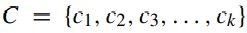 C = {c1, c2, c3, . . . , ck}